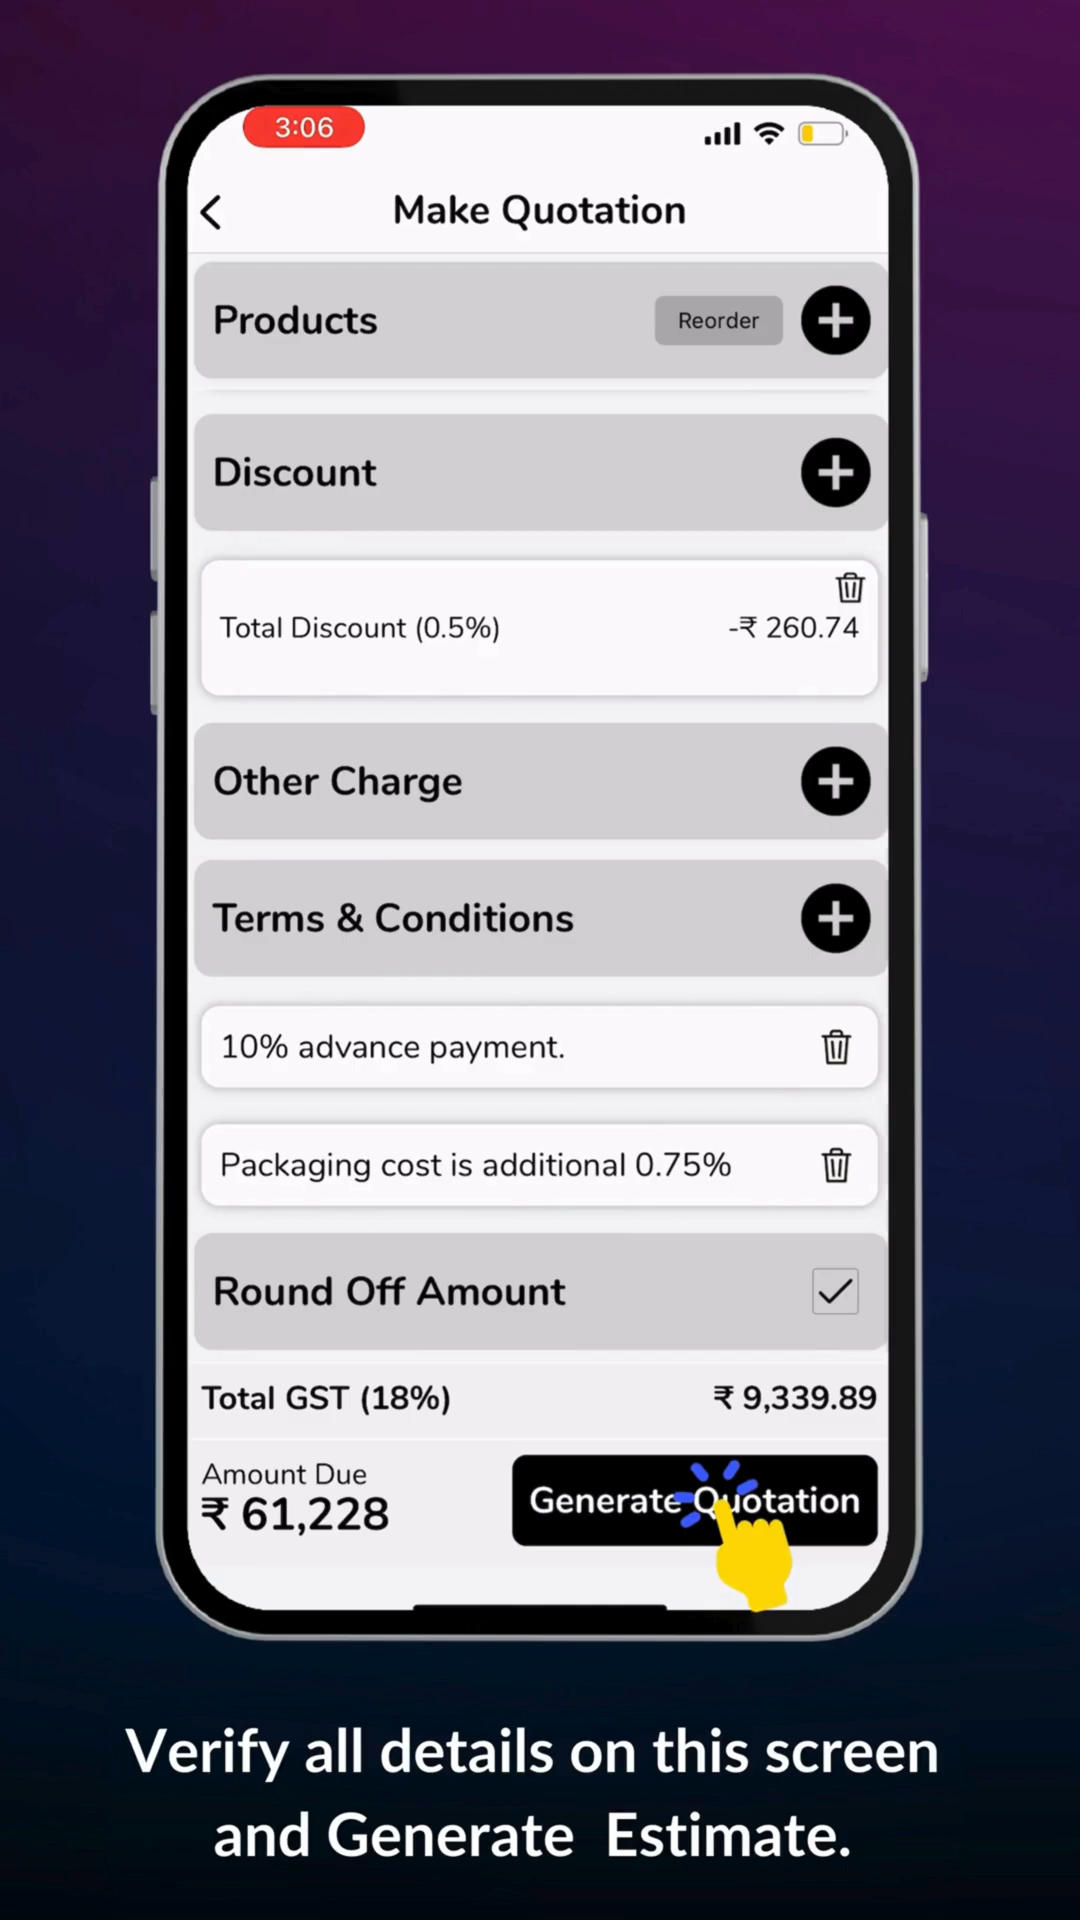 3:06
Make Quotation
Products
Reorder
Discount
Total Discount (0.5%)
-₹ 260.74
Other Charge
Terms & Conditions
10% advance payment.
Packaging cost is additional 0.75%
Round Off Amount
Total GST (18%)
₹ 9,339.89
Amount Due
₹ 61,228
Generate Quotation
Verify all details on this screen
and Generate Estimate.